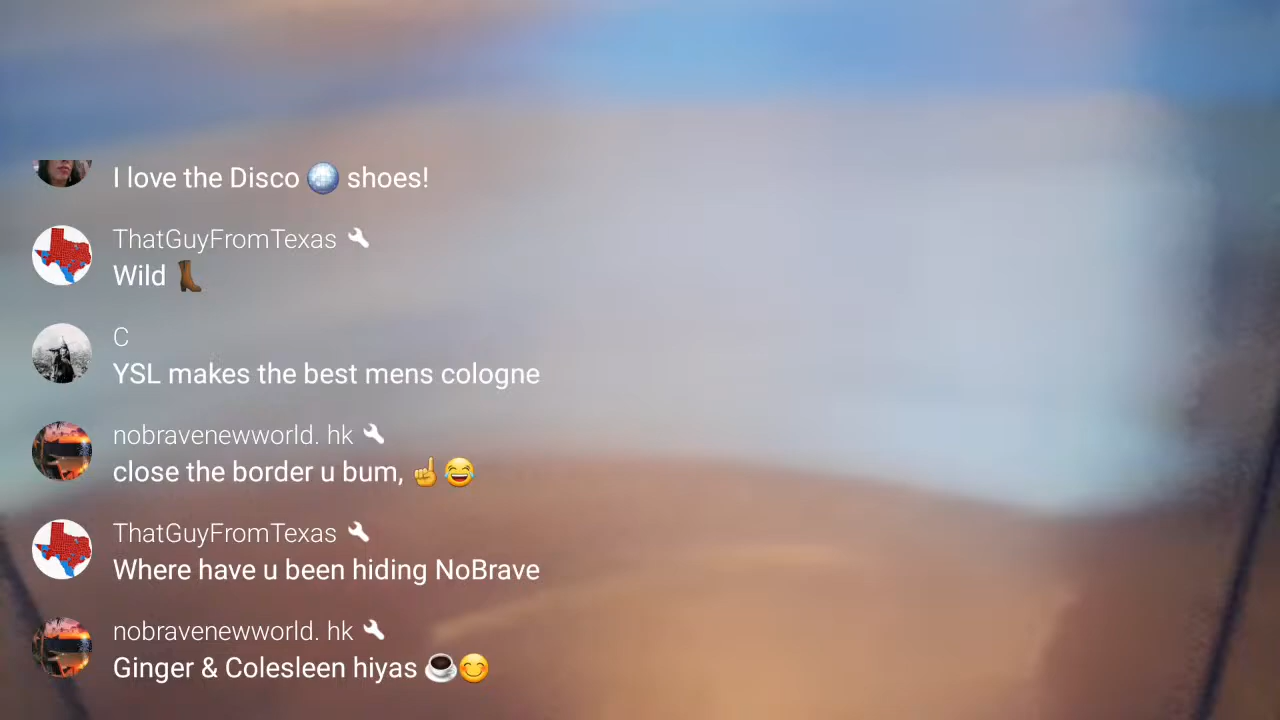 I love the Disco 🪩 shoes!
ThatGuyFromTexas
Wild 👢
C
YSL makes the best mens cologne
nobravenewworld. hk
close the border u bum, ☝️😂
ThatGuyFromTexas
Where have u been hiding NoBrave
nobravenewworld. hk
Ginger & Colesleen hiyas ☕😊